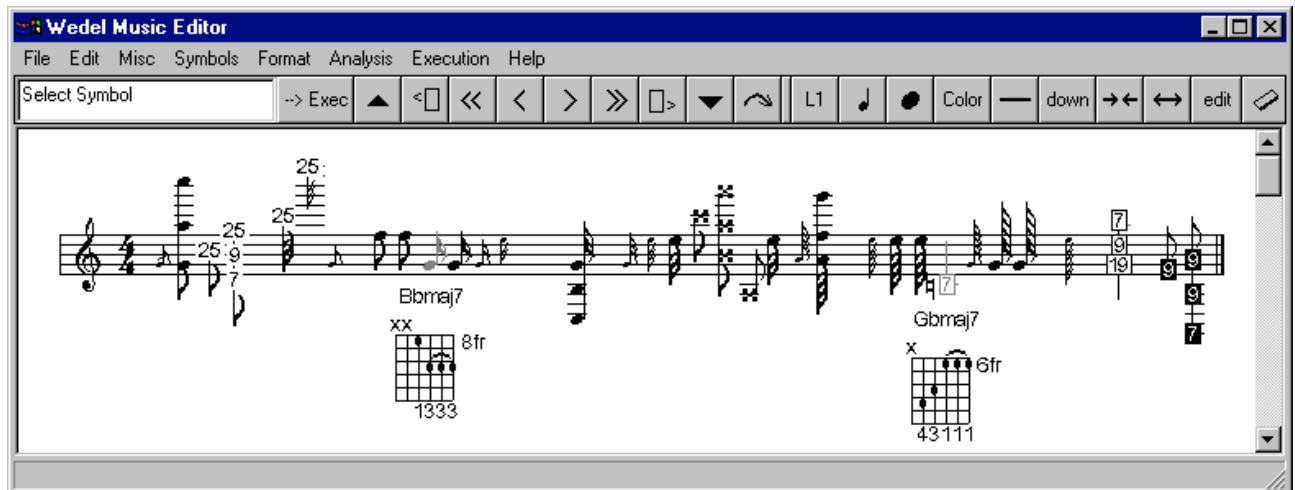 Wedel Music Editor
File Edit Misc Symbols Format Analysis Execution Help
Select Symbol --> Exec < << < > >> > L1 Color down edit
25
25 25 7
25 9 9
7 19 9 9
7 9
Bbmaj7 7
Gbmaj7
xx 8fr
x 6fr
1333
43111